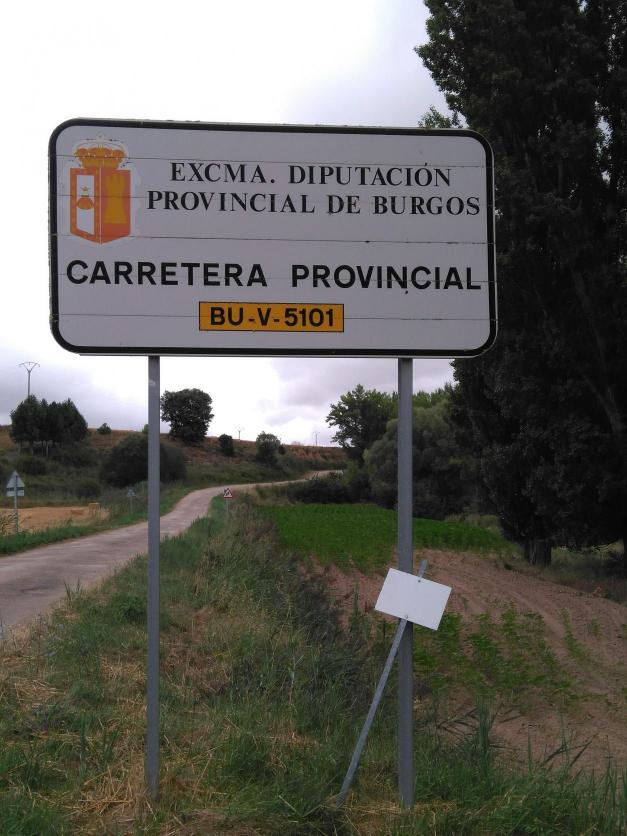 EXCMA. DIPUTACIÓN
PROVINCIAL DE BURGOS
CARRETERA PROVINCIAL
BU-V-5101